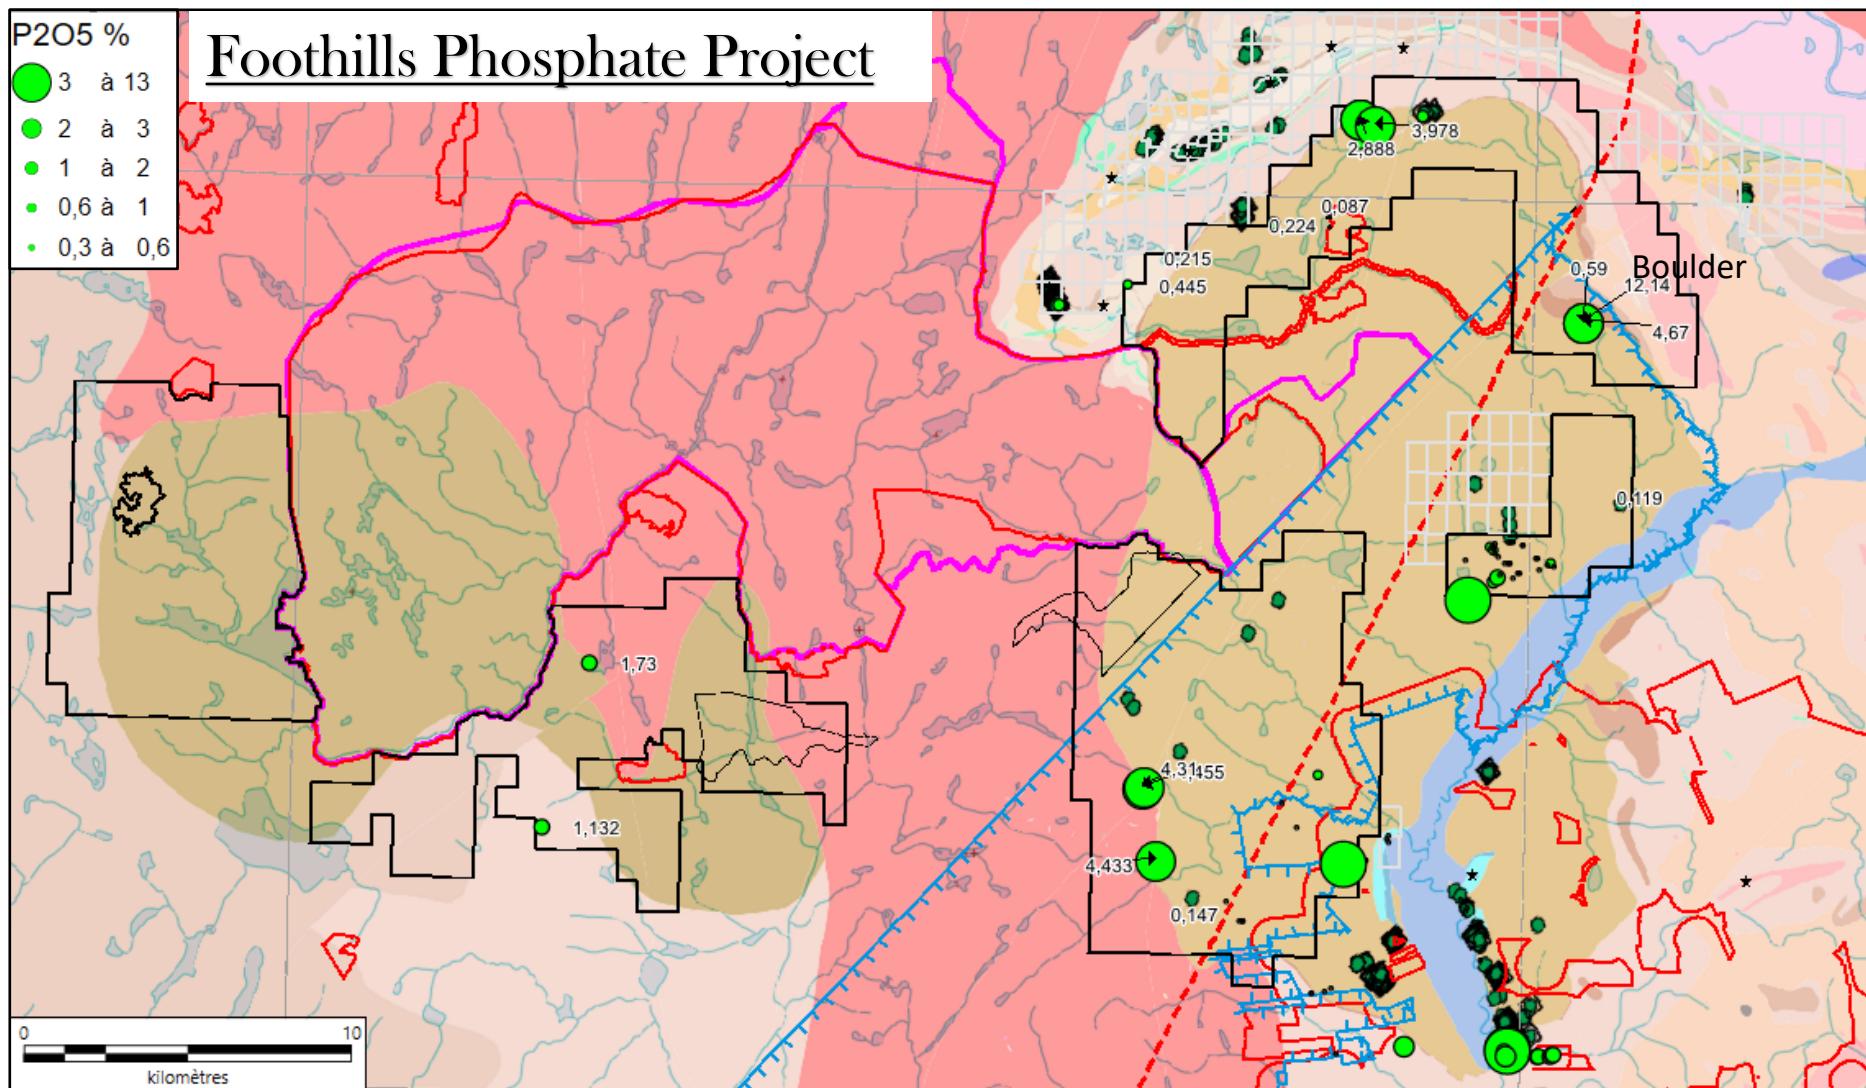 Foothills Phosphate Project
P2O5 %
3 à 13
2 à 3
1 à 2
0,6 à 1
0,3 à 0,6
3,978
2,888
0,087
0,224
0,215
0,445
0,59
Boulder
12,14
4,67
0,119
1,73
4,31
455
1,132
4,433
0,147
0 10
kilomètres